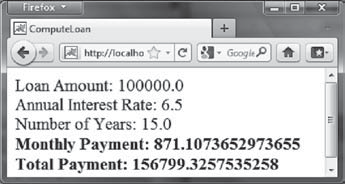 Firefox
ComputeLoan
http://localho
Google
Loan Amount: 100000.0
Annual Interest Rate: 6.5
Number of Years: 15.0
Monthly Payment: 871.1073652973655
Total Payment: 156799.3257535258